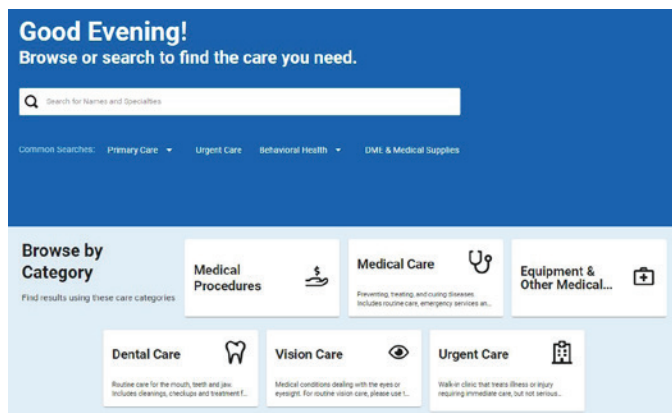 Good Evening!
Browse or search to find the care you need.
Search for Names and Specialties
Common Searches: Primary Care Urgent Care Behavioral Health DME & Medical Supplies
Browse by
Category
Find results using these care categories
Medical
Procedures
$
Medical Care
Preventing, treating, and curing diseases.
Includes routine care, emergency services an...
Equipment &
Other Medical...
Dental Care
Routine care for the mouth, teeth and jaw.
Includes cleanings, checkups and treatment f...
Vision Care
Medical conditions dealing with the eyes or
eyesight. For routine vision care, please use t...
Urgent Care
Walk-in clinic that treats illness or injury
requiring immediate care, but not serious...